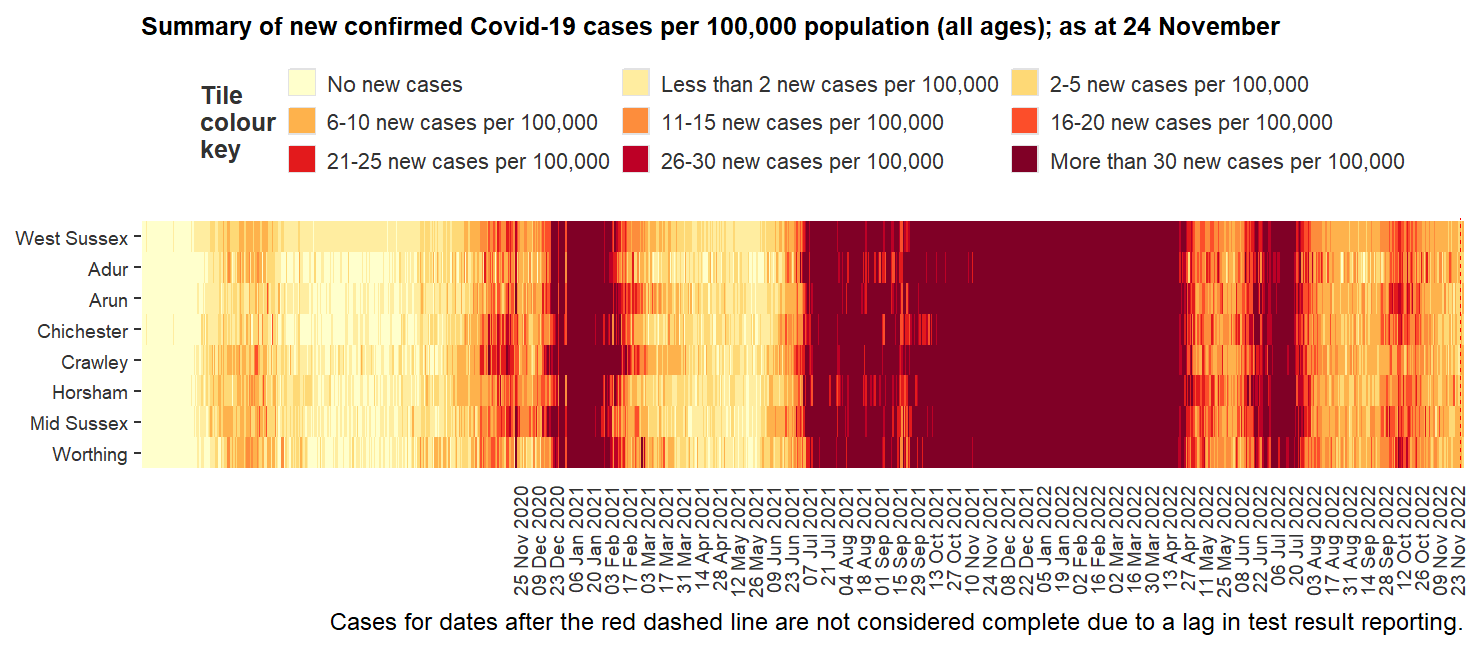 Summary of new confirmed Covid-19 cases per 100,000 population (all ages); as at 24 November
Tile
colour
key
No new cases
Less than 2 new cases per 100,000
2-5 new cases per 100,000
6-10 new cases per 100,000
11-15 new cases per 100,000
16-20 new cases per 100,000
21-25 new cases per 100,000
26-30 new cases per 100,000
More than 30 new cases per 100,000
West Sussex
Adur
Arun
Chichester
Crawley
Horsham
Mid Sussex
Worthing
25 Nov 2020
09 Dec 2020
23 Dec 2020
06 Jan 2021
20 Jan 2021
03 Feb 2021
17 Feb 2021
03 Mar 2021
17 Mar 2021
31 Mar 2021
14 Apr 2021
28 Apr 2021
12 May 2021
26 May 2021
09 Jun 2021
23 Jun 2021
07 Jul 2021
21 Jul 2021
04 Aug 2021
18 Aug 2021
01 Sep 2021
15 Sep 2021
29 Sep 2021
13 Oct 2021
27 Oct 2021
10 Nov 2021
24 Nov 2021
08 Dec 2021
22 Dec 2021
05 Jan 2022
19 Jan 2022
02 Feb 2022
16 Feb 2022
02 Mar 2022
16 Mar 2022
30 Mar 2022
13 Apr 2022
27 Apr 2022
11 May 2022
25 May 2022
08 Jun 2022
22 Jun 2022
06 Jul 2022
20 Jul 2022
03 Aug 2022
17 Aug 2022
31 Aug 2022
14 Sep 2022
28 Sep 2022
12 Oct 2022
26 Oct 2022
09 Nov 2022
23 Nov 2022
Cases for dates after the red dashed line are not considered complete due to a lag in test result reporting.